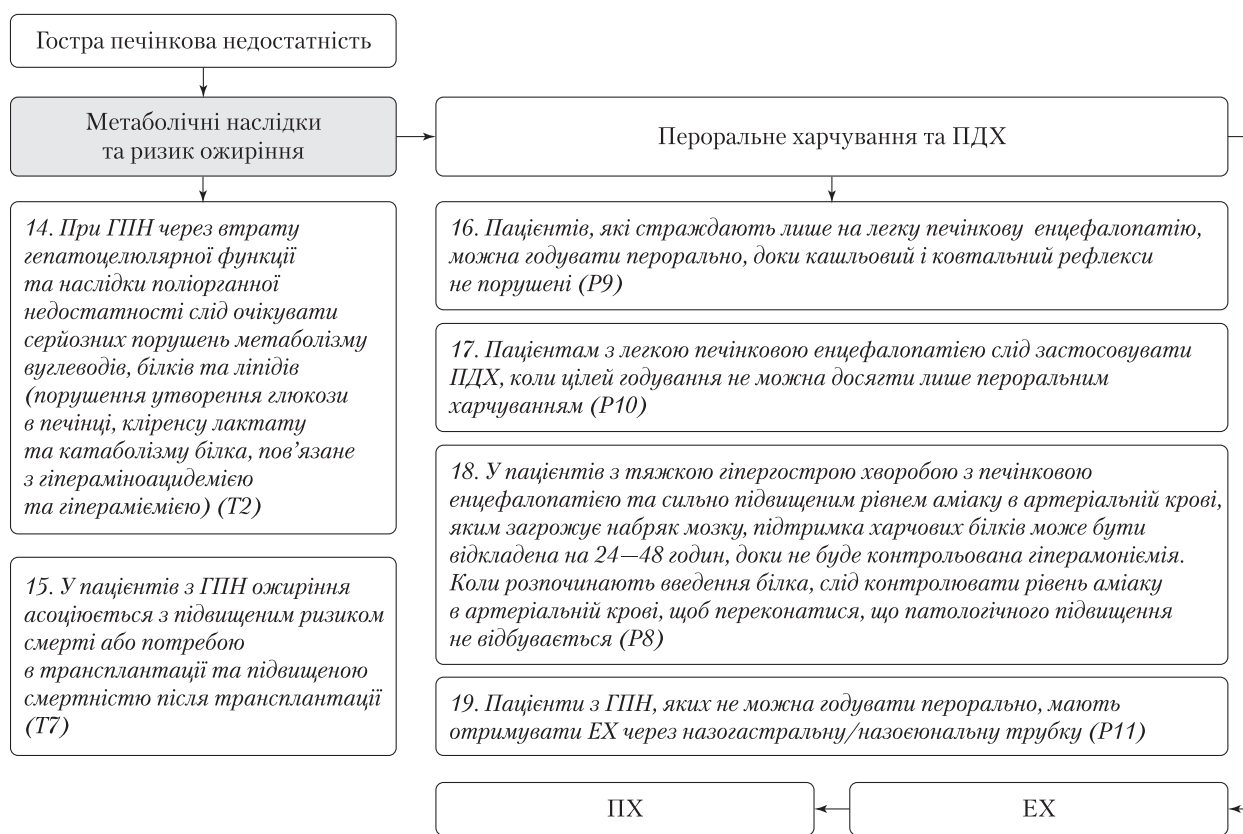 Гостра печінкова недостатність
Метаболічні наслідки
та ризик ожиріння
14. При ГПН через втрату
гепатоцелюлярної функції
та наслідки поліорганної
недостатності слід очікувати
серйозних порушень метаболізму
вуглеводів, білків та ліпідів
(порушення утворення глюкози
в печінці, кліренсу лактату
та катаболізму білка, пов’язане
з гіпераміноацидемією
та гіпераміємією) (Т2)
15. У пацієнтів з ГПН ожиріння
асоціюється з підвищеним ризиком
смерті або потребою
в трансплантації та підвищеною
смертністю після трансплантації
(Т7)
Пероральне харчування та ПДХ
16. Пацієнтів, які страждають лише на легку печінкову енцефалопатію,
можна годувати перорально, доки кашльовий і ковтальний рефлекси
не порушені (Р9)
17. Пацієнтам з легкою печінковою енцефалопатією слід застосовувати
ПДХ, коли цілей годування не можна досягти лише пероральним
харчуванням (Р10)
18. У пацієнтів з тяжкою гіпергострою хворобою з печінковою
енцефалопатією та сильно підвищеним рівнем аміаку в артеріальній крові,
яким загрожує набряк мозку, підтримка харчових білків може бути
відкладена на 24—48 годин, доки не буде контрольована гіперамоніємія.
Коли розпочинають введення білка, слід контролювати рівень аміаку
в артеріальній крові, щоб переконатися, що патологічного підвищення
не відбувається (Р8)
19. Пацієнти з ГПН, яких не можна годувати перорально, мають
отримувати ЕХ через назогастральну/назоєюнальну трубку (Р11)
ПХ
ЕХ